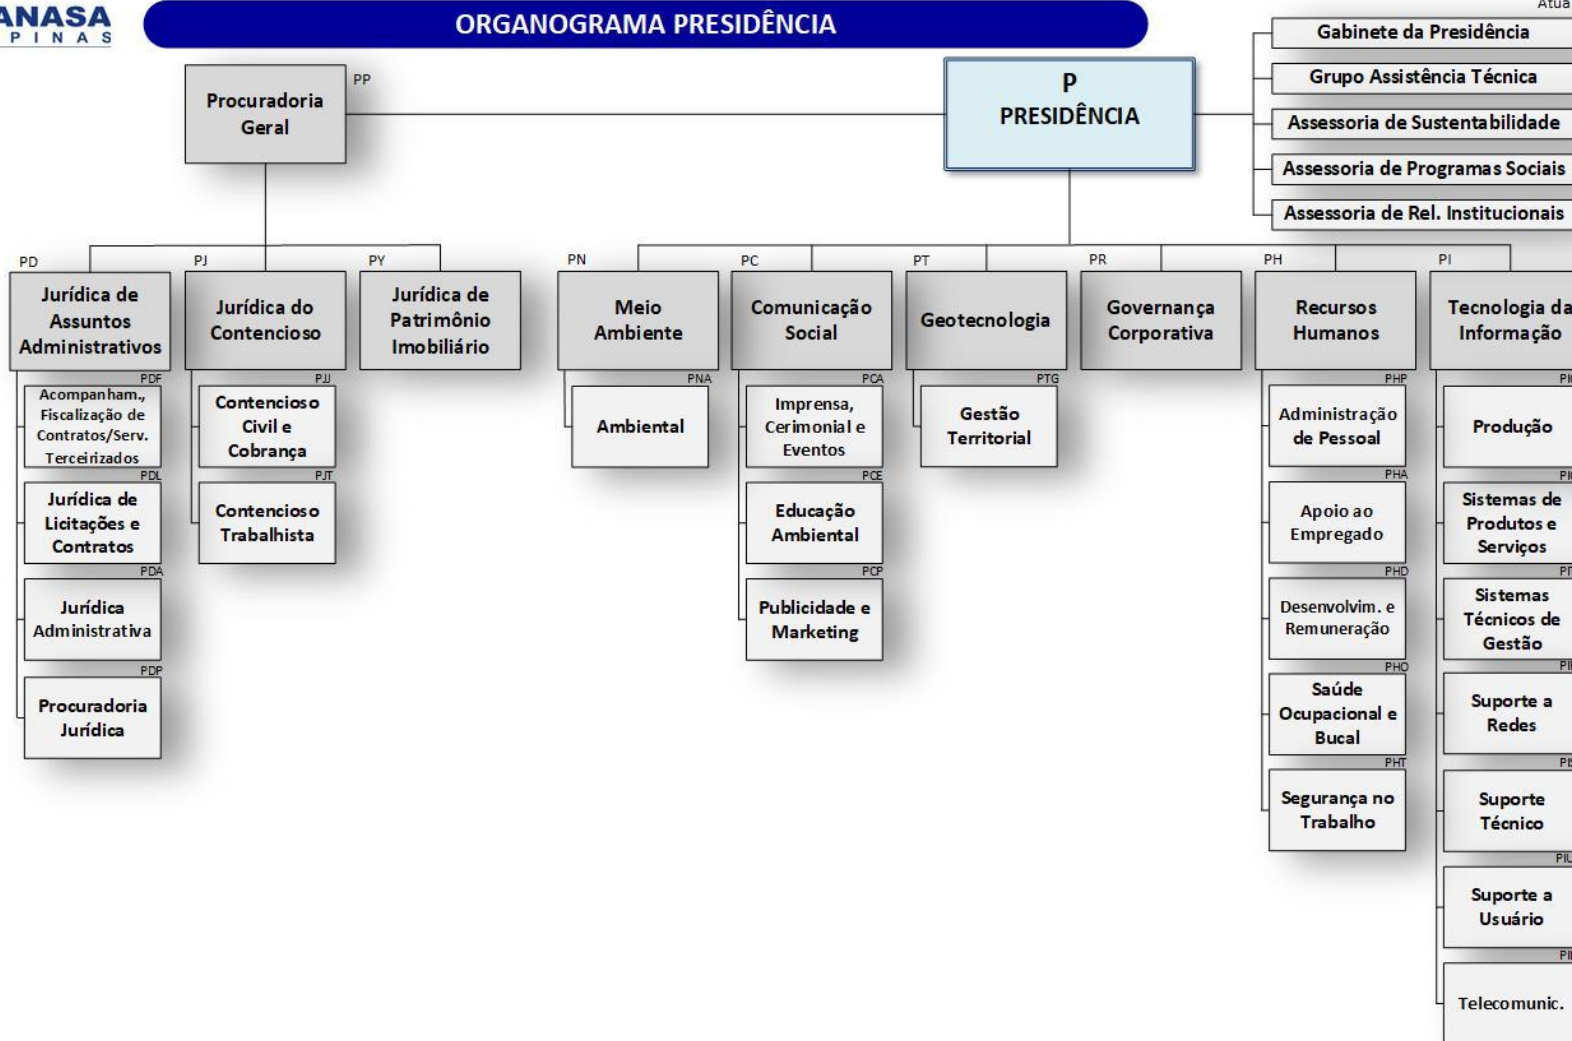 ANASA
PINAS
ORGANOGRAMA PRESIDÊNCIA
Atua
Gabinete da Presidência
Grupo Assistência Técnica
Assessoria de Sustentabilidade
Assessoria de Programas Sociais
Assessoria de Rel. Institucionais
P
PRESIDÊNCIA
PP
Procuradoria
Geral
PD
Jurídica de
Assuntos
Administrativos
PDF
Acompanham.,
Fiscalização de
Contratos/Serv.
Terceirizados
PDL
Jurídica de
Licitações e
Contratos
PDA
Jurídica
Administrativa
PDP
Procuradoria
Jurídica
PJ
Jurídica do
Contencioso
PJJ
Contencioso
Civil e
Cobrança
PJT
Contencioso
Trabalhista
PY
Jurídica de
Patrimônio
Imobiliário
PN
Meio
Ambiente
PNA
Ambiental
PC
Comunicação
Social
PCA
Imprensa,
Cerimonial e
Eventos
PCE
Educação
Ambiental
PCP
Publicidade e
Marketing
PT
Geotecnologia
PTG
Gestão
Territorial
PR
Governança
Corporativa
PH
Recursos
Humanos
PHP
Administração
de Pessoal
PHA
Apoio ao
Empregado
PHD
Desenvolvim. e
Remuneração
PHO
Saúde
Ocupacional e
Bucal
PHT
Segurança no
Trabalho
PI
Tecnologia da
Informação
Produção
Sistemas de
Produtos e
Serviços
Sistemas
Técnicos de
Gestão
Suporte a
Redes
PIS
Suporte
Técnico
PIU
Suporte a
Usuário
Telecomunic.